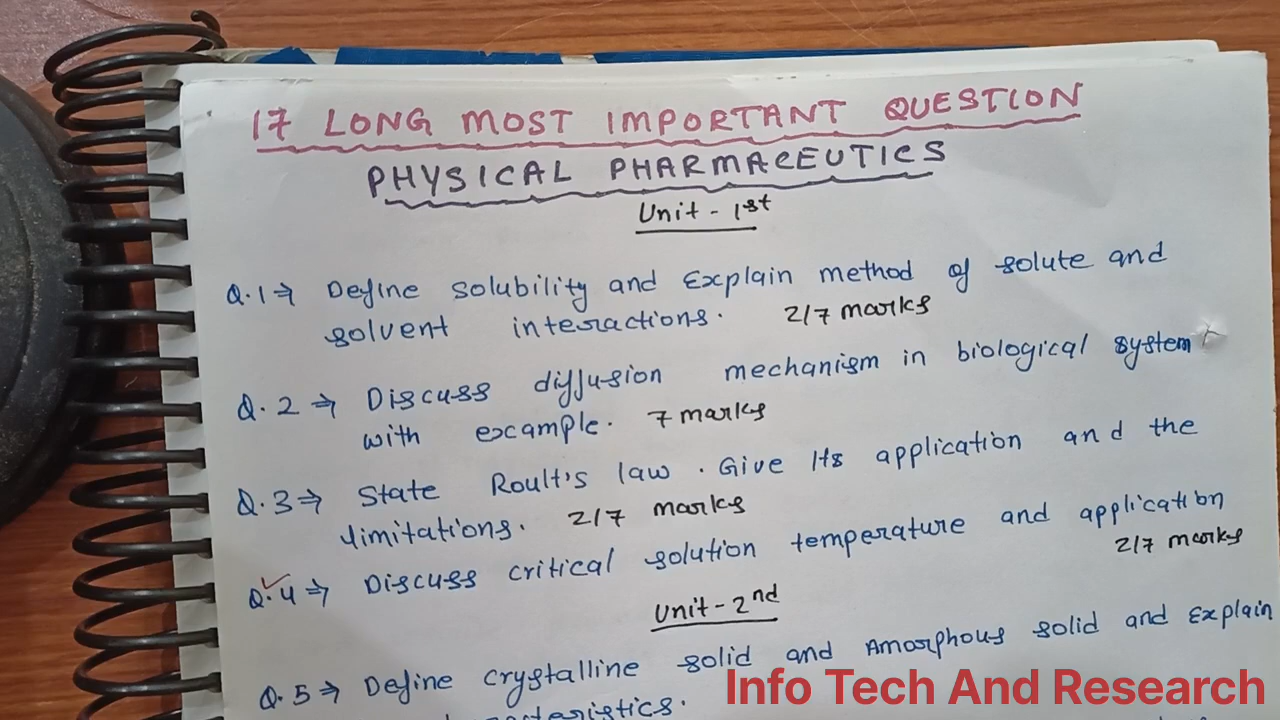 17 LONG MOST IMPORTANT QUESTION
PHYSICAL PHARMACEUTICS
Unit - 1st
Q.1⇒ Define solubility and Explain method of solute and
solvent interactions. 2/7 marks
Q.2 ⇒ Discuss diffusion mechanism in biological system
with example. 7 marks
Q.3⇒ State Roult's law. Give Its application and the
limitations. 2/7 marks
Q.4⇒ Discuss critical solution temperature and application
2/7 marks
Unit-2nd
Q.5⇒ Define crystalline solid and Amorphous solid and Explain
Info Tech And Research